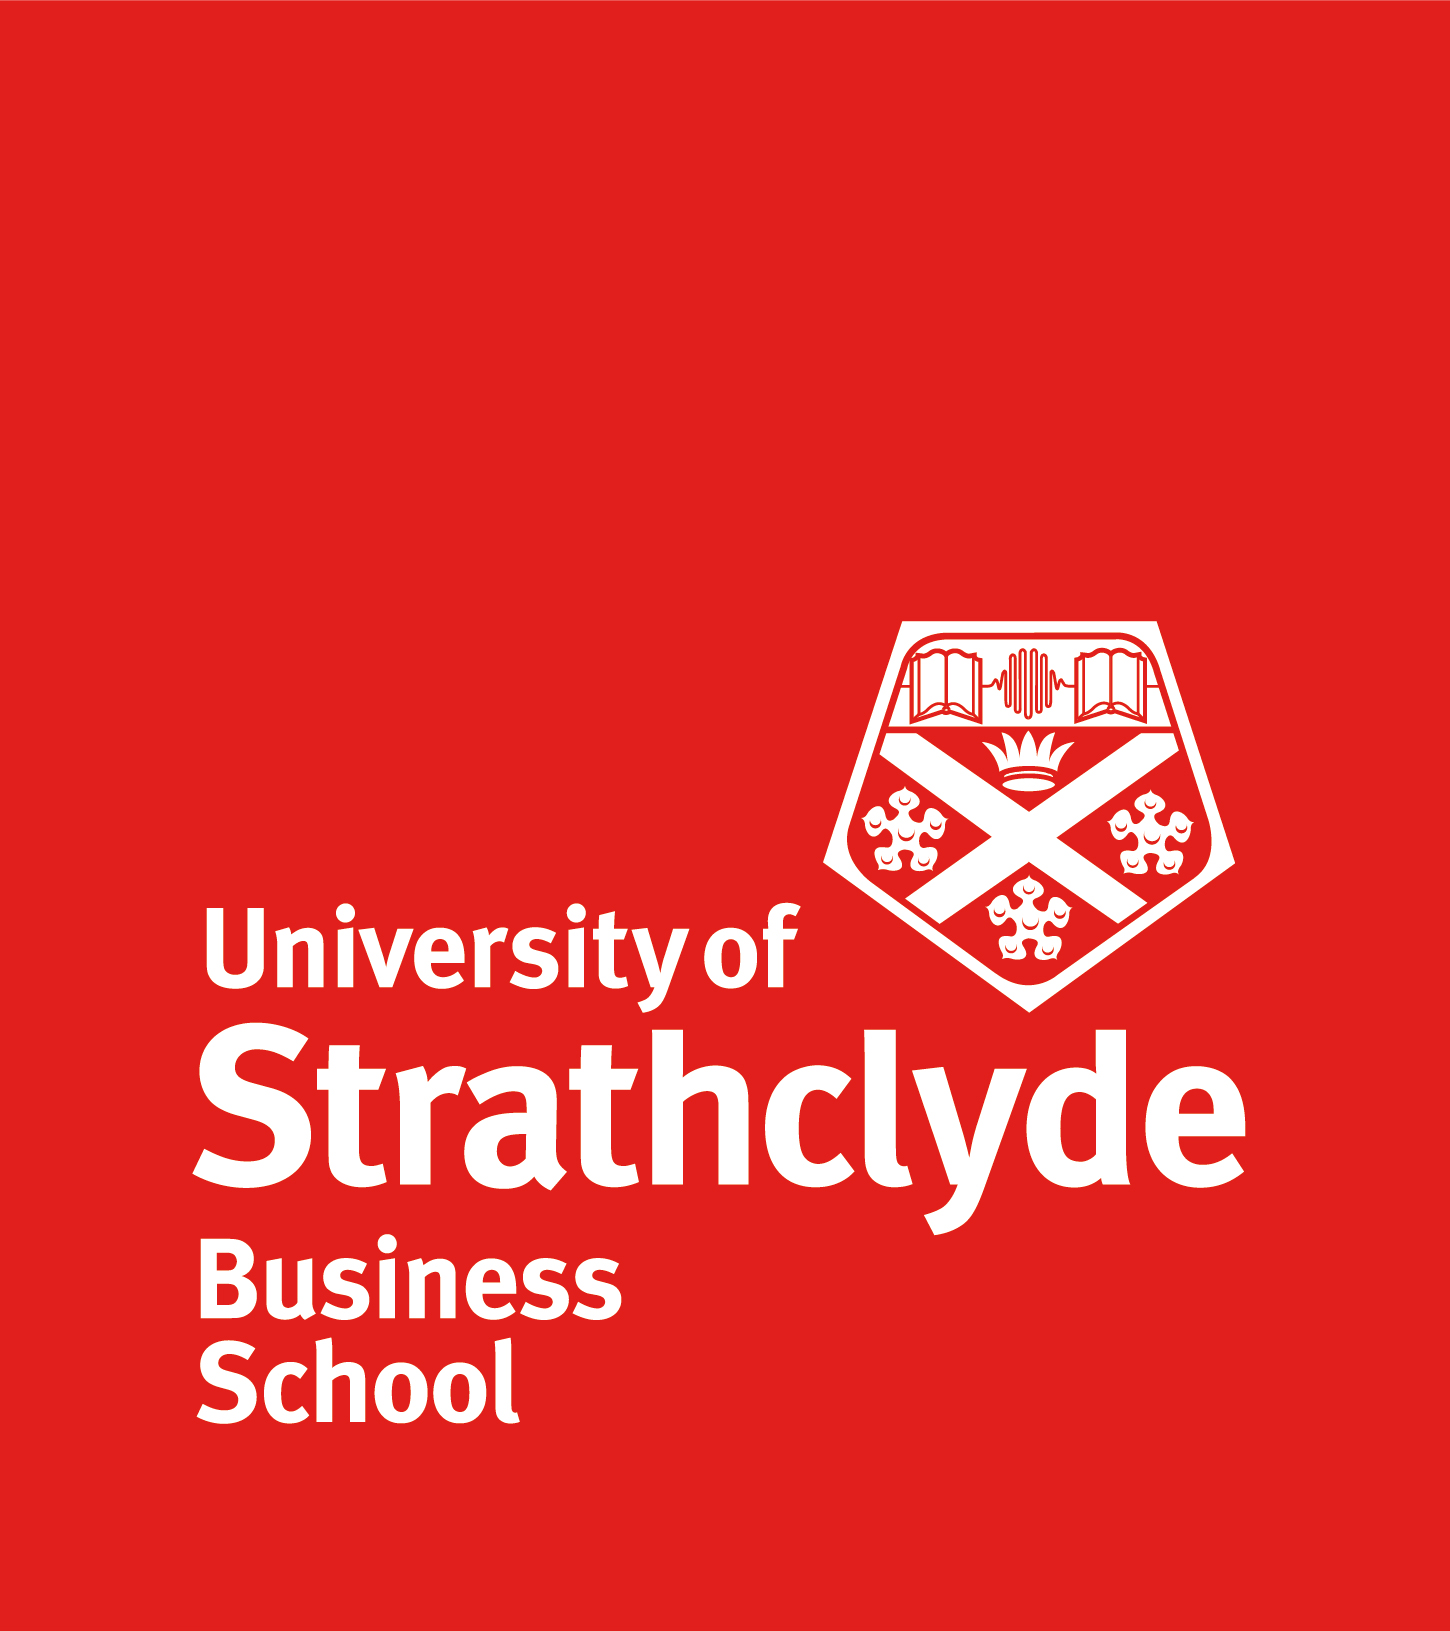 University of
Strathclyde
Business
School